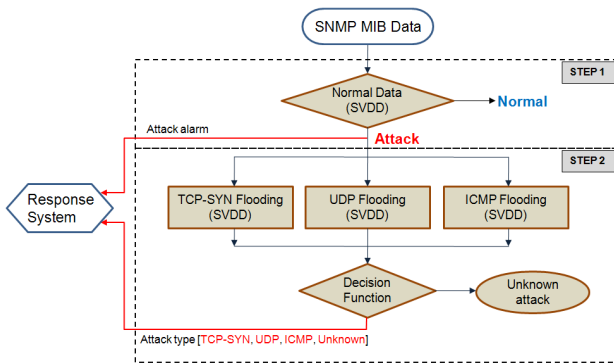 SNMP MIB Data
STEP 1
Normal Data
(SVDD)
Normal
Attack alarm
Attack
STEP 2
TCP-SYN Flooding
(SVDD)
UDP Flooding
(SVDD)
ICMP Flooding
(SVDD)
Response
System
Decision
Function
Unknown
attack
Attack type [TCP-SYN, UDP, ICMP, Unknown]